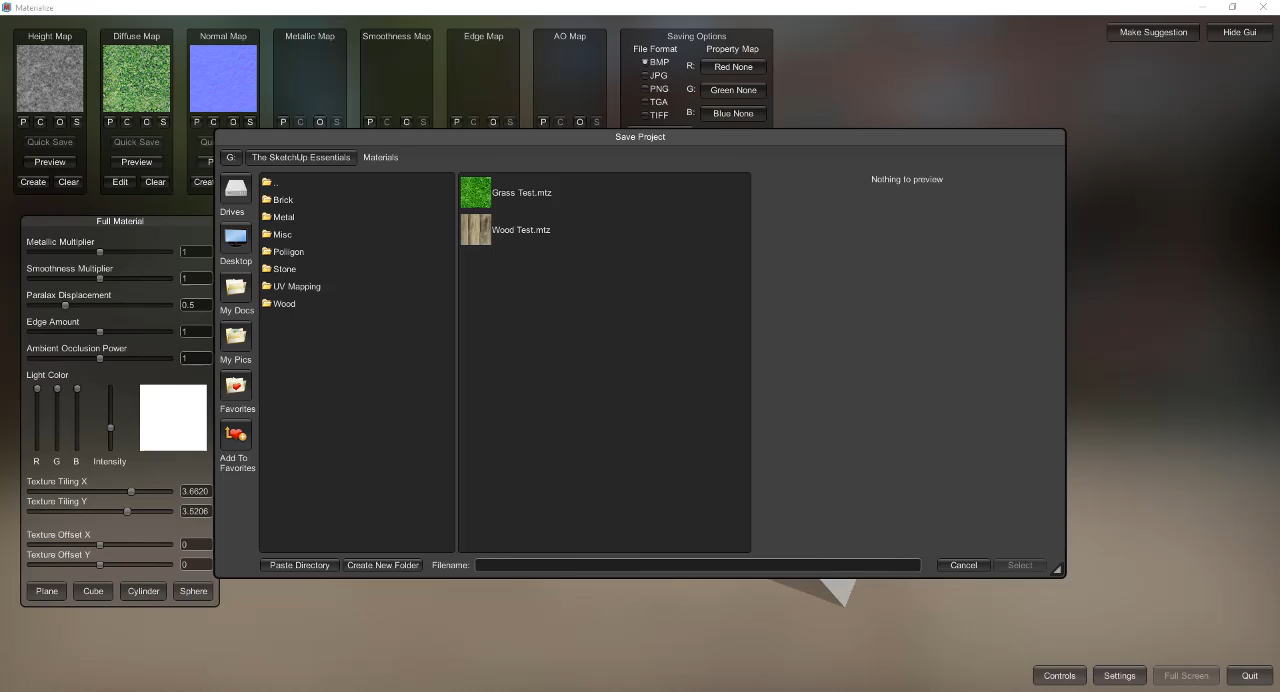 Materialize
Height Map
Diffuse Map
Normal Map
Metallic Map
Smoothness Map
Edge Map
AO Map
Saving Options
File Format
Property Map
BMP
JPG
PNG
TGA
TIFF
R: Red None
G: Green None
B: Blue None
Make Suggestion
Hide Gui
P C O S
P C O S
P C O S
P C O S
P C O S
P C O S
P C O S
Quick Save
Quick Save
Preview
Preview
Create Clear
Edit Clear
Save Project
G: The SketchUp Essentials Materials
Drives
Desktop
My Docs
My Pics
Favorites
Add To
Favorites
..
Brick
Metal
Misc
Poliigon
Stone
UV Mapping
Wood
Grass Test.mtz
Wood Test.mtz
Nothing to preview
Paste Directory
Create New Folder
Filename:
Cancel
Select
Full Material
Metallic Multiplier
1
Smoothness Multiplier
1
Paralax Displacement
0.5
Edge Amount
1
Ambient Occlusion Power
1
Light Color
R G B Intensity
Texture Tiling X
3.6620
Texture Tiling Y
3.5206
Texture Offset X
0
Texture Offset Y
0
Plane
Cube
Cylinder
Sphere
Controls
Settings
Full Screen
Quit